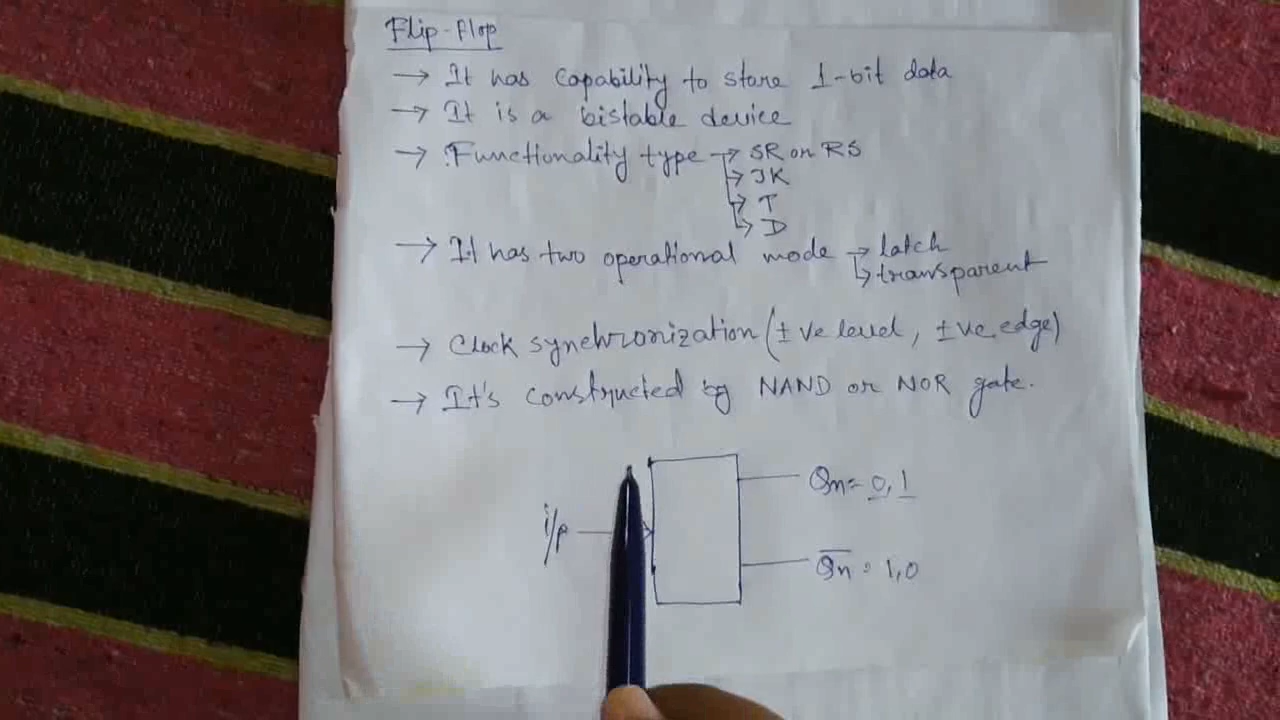 Flip-Flop
→ It has capability to store 1-bit data
→ It is a bistable device
→ Functionality type → SR or RS
→ JK
→ T
→ D
→ It has two operational mode → latch
→ transparent
→ Clock synchronization (± ve level, ±ve edge)
→ It's constructed by NAND or NOR gate.
Qn = 0, 1
i/p
Q̅n̅ = 1,0